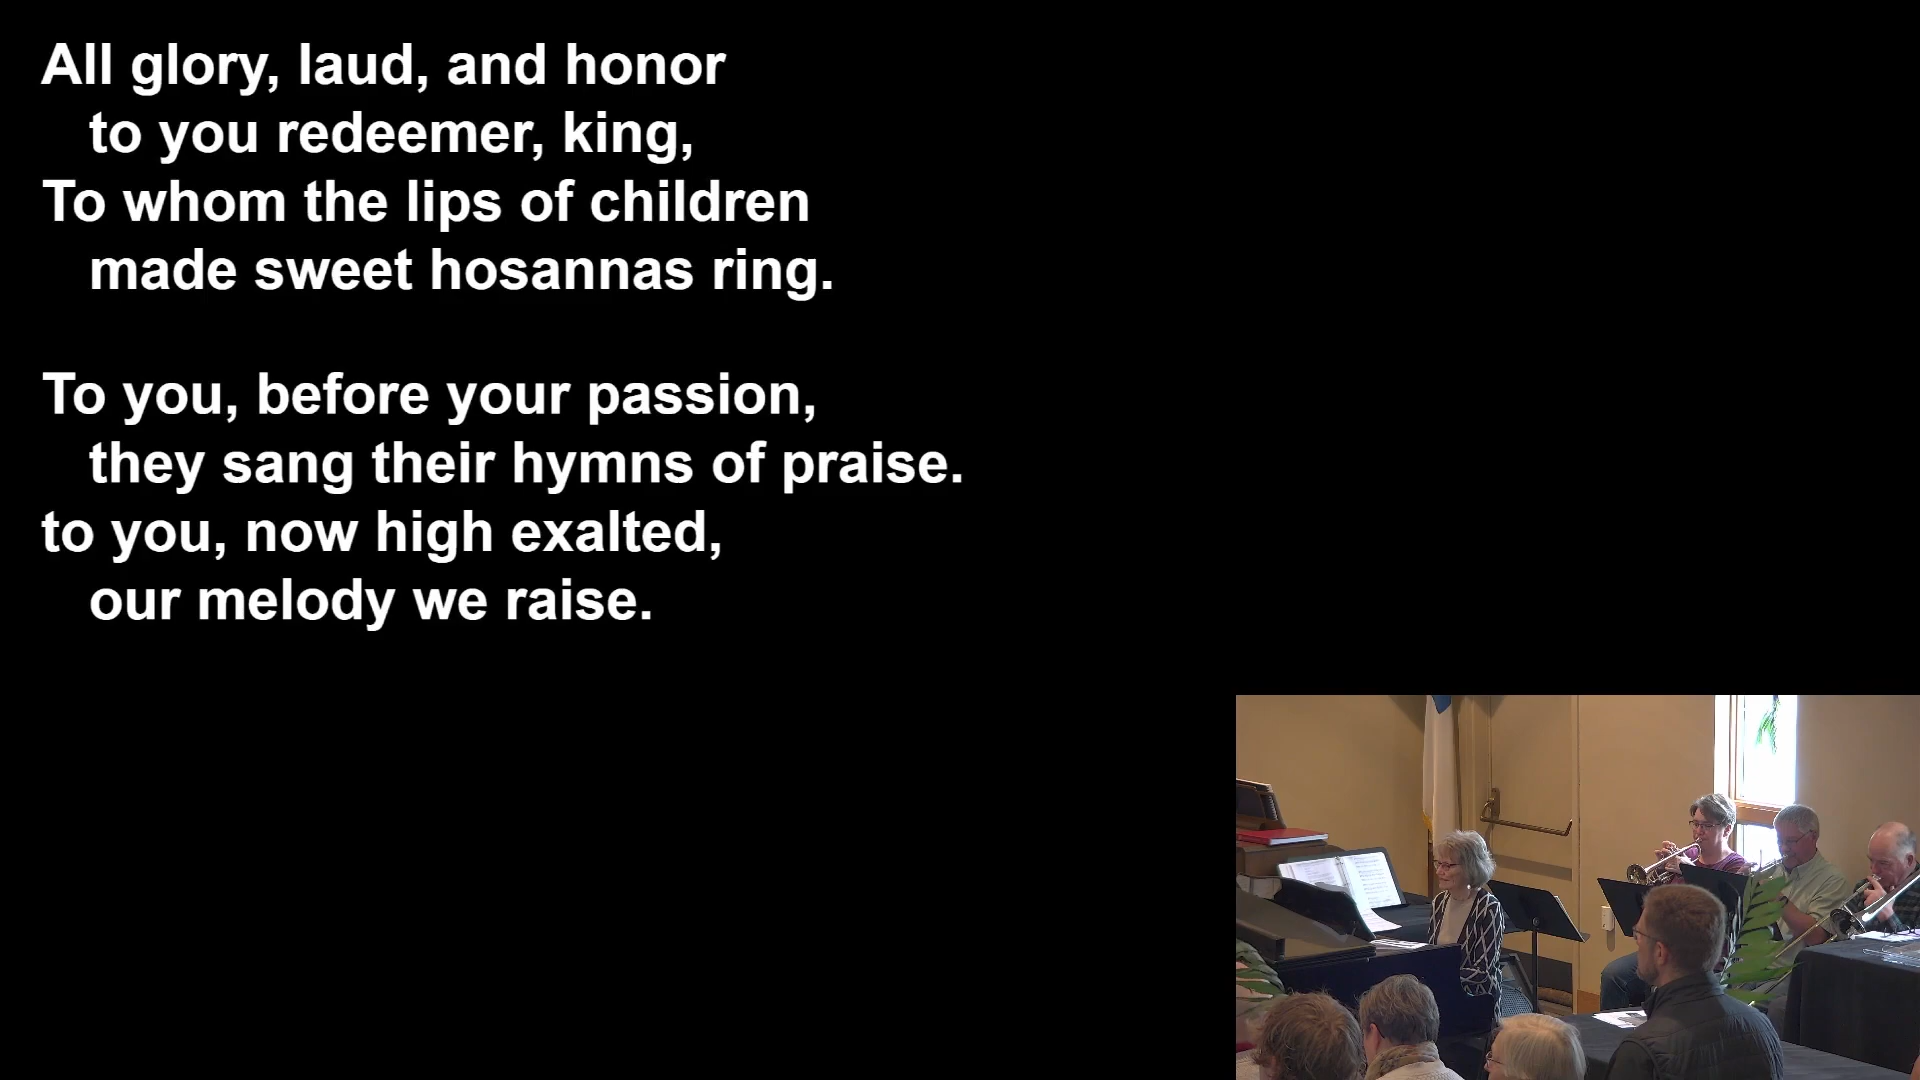 All glory, laud, and honor
to you redeemer, king,
To whom the lips of children
made sweet hosannas ring.
To you, before your passion,
they sang their hymns of praise.
to you, now high exalted,
our melody we raise.